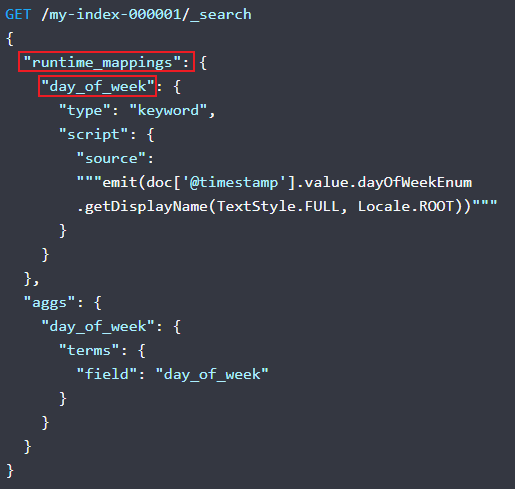 GET /my-index-000001/_search
{
  "runtime_mappings": {
    "day_of_week": {
      "type": "keyword",
      "script": {
        "source":
        """emit(doc['@timestamp'].value.dayOfWeekEnum
        .getDisplayName(TextStyle.FULL, Locale.ROOT))"""
      }
    }
  },
  "aggs": {
    "day_of_week": {
      "terms": {
        "field": "day_of_week"
      }
    }
  }
}